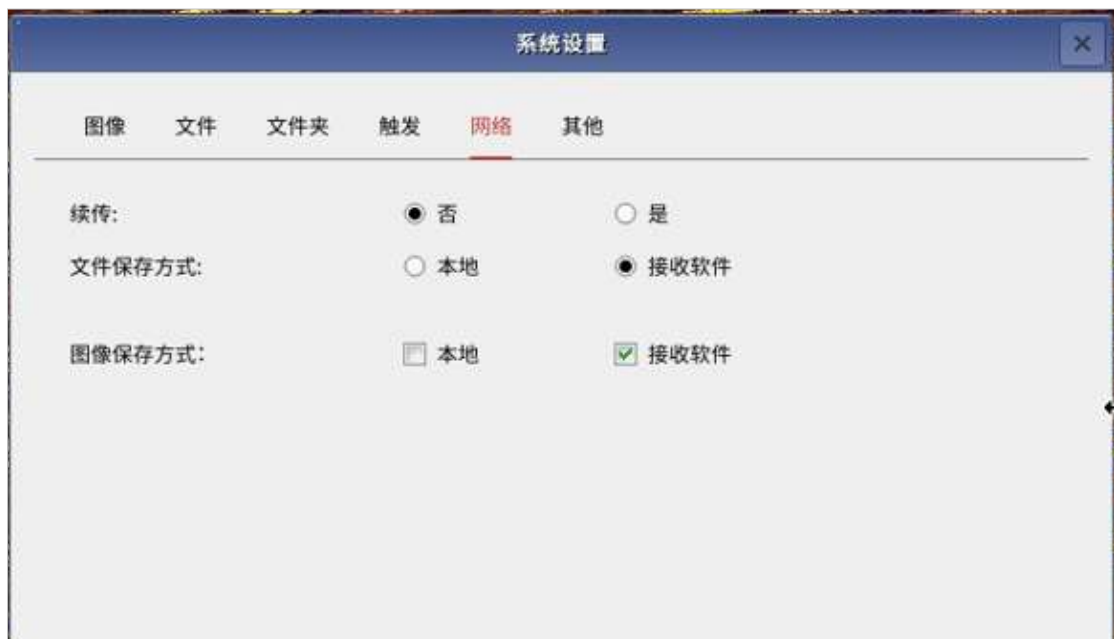 系统设置
图像 文件 文件夹 触发 网络 其他
续传: 否 是
文件保存方式: 本地 接收软件
图像保存方式： 本地 接收软件